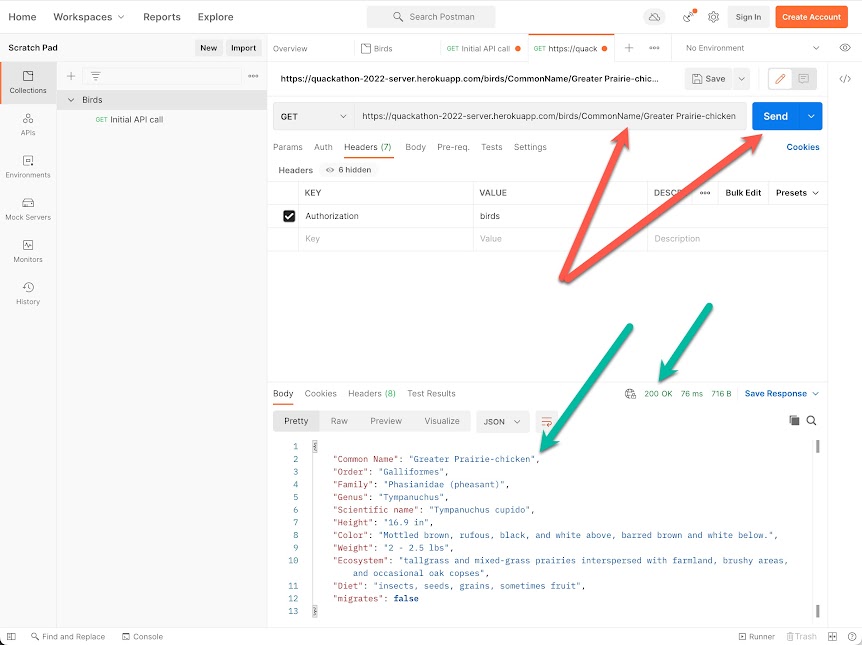 Home Workspaces Reports Explore Search Postman Sign In Create Account
Scratch Pad New Import Overview Birds GET Initial API call GET https://quack No Environment
https://quackathon-2022-server.herokuapp.com/birds/CommonName/Greater Prairie-chic... Save
Collections
Birds
GET Initial API call
GET https://quackathon-2022-server.herokuapp.com/birds/CommonName/Greater Prairie-chicken Send
APIs
Params Auth Headers (7) Body Pre-req. Tests Settings Cookies
Environments
Headers 6 hidden
KEY VALUE DESC Bulk Edit Presets
Mock Servers
Authorization birds
Key Value Description
Monitors
History
Body Cookies Headers (8) Test Results 200 OK 76 ms 716 B Save Response
Pretty Raw Preview Visualize JSON
1 {
2 "Common Name": "Greater Prairie-chicken",
3 "Order": "Galliformes",
4 "Family": "Phasianidae (pheasant)",
5 "Genus": "Tympanuchus",
6 "Scientific name": "Tympanuchus cupido",
7 "Height": "16.9 in",
8 "Color": "Mottled brown, rufous, black, and white above, barred brown and white below.",
9 "Weight": "2 - 2.5 lbs",
10 "Ecosystem": "tallgrass and mixed-grass prairies interspersed with farmland, brushy areas,
and occasional oak copses",
11 "Diet": "insects, seeds, grains, sometimes fruit",
12 "migrates": false
13 }
Find and Replace Console Runner Trash